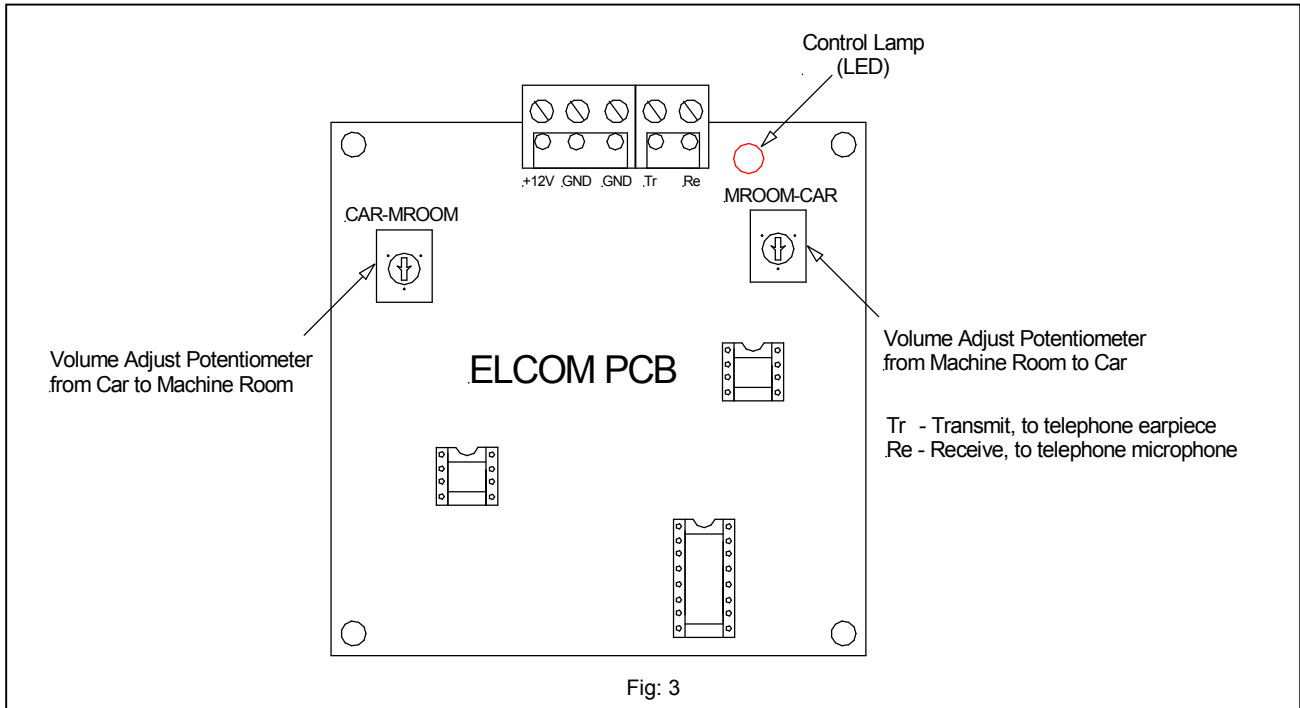 Control Lamp
(LED)
+12V GND GND Tr Re
CAR-MROOM
MROOM-CAR
Volume Adjust Potentiometer
from Car to Machine Room
ELCOM PCB
Volume Adjust Potentiometer
from Machine Room to Car
Tr - Transmit, to telephone earpiece
Re - Receive, to telephone microphone
Fig: 3